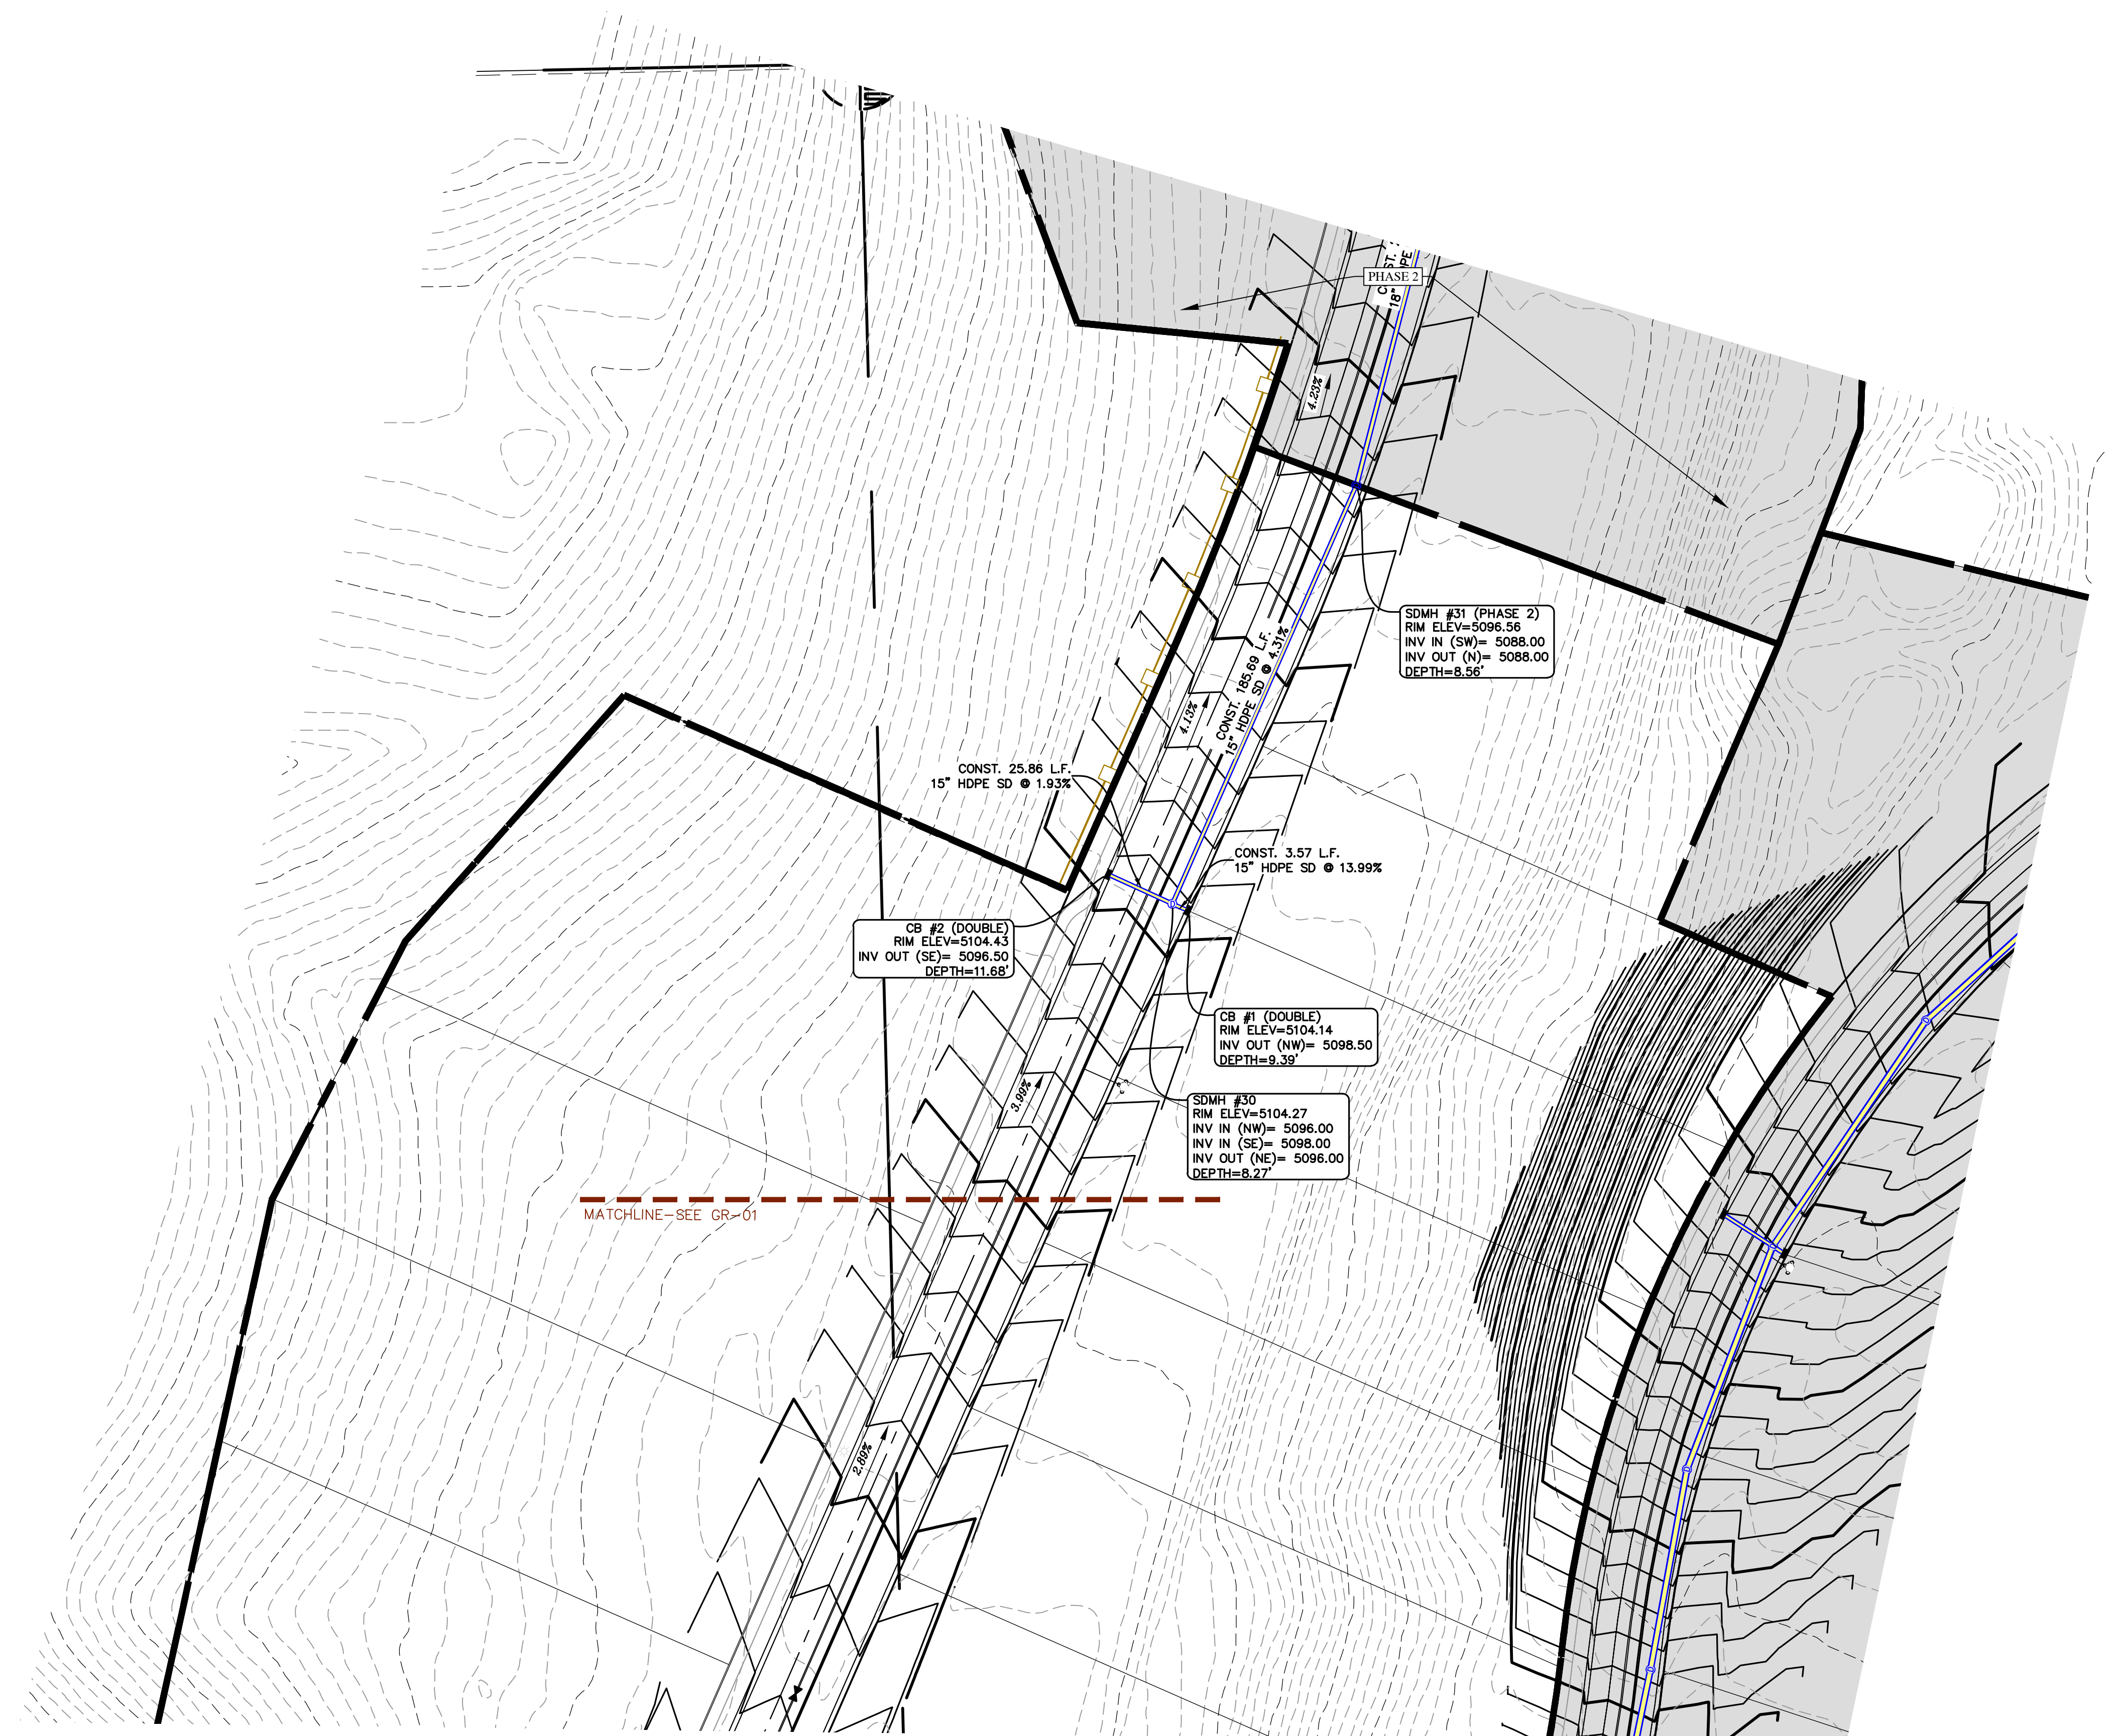 CONST.
18" HDPE
PHASE 2
4.23%
SDMH #31 (PHASE 2)
RIM ELEV=5096.56
INV IN (SW)= 5088.00
INV OUT (N)= 5088.00
DEPTH=8.56'
CONST. 185.69 L.F.
15" HDPE SD @ 4.31%
4.13%
CONST. 25.86 L.F.
15" HDPE SD @ 1.93%
CONST. 3.57 L.F.
15" HDPE SD @ 13.99%
CB #2 (DOUBLE)
RIM ELEV=5104.43
INV OUT (SE)= 5096.50
DEPTH=11.68'
CB #1 (DOUBLE)
RIM ELEV=5104.14
INV OUT (NW)= 5098.50
DEPTH=9.39'
3.99%
SDMH #30
RIM ELEV=5104.27
INV IN (NW)= 5096.00
INV IN (SE)= 5098.00
INV OUT (NE)= 5096.00
DEPTH=8.27'
MATCHLINE-SEE GR-01
2.89%